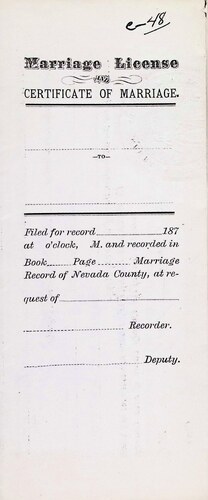 e-48
Marriage License
AND
CERTIFICATE OF MARRIAGE.
—TO—
Filed for record 187
at o'clock, M. and recorded in
Book Page Marriage
Record of Nevada County, at re-
quest of
Recorder.
Deputy.